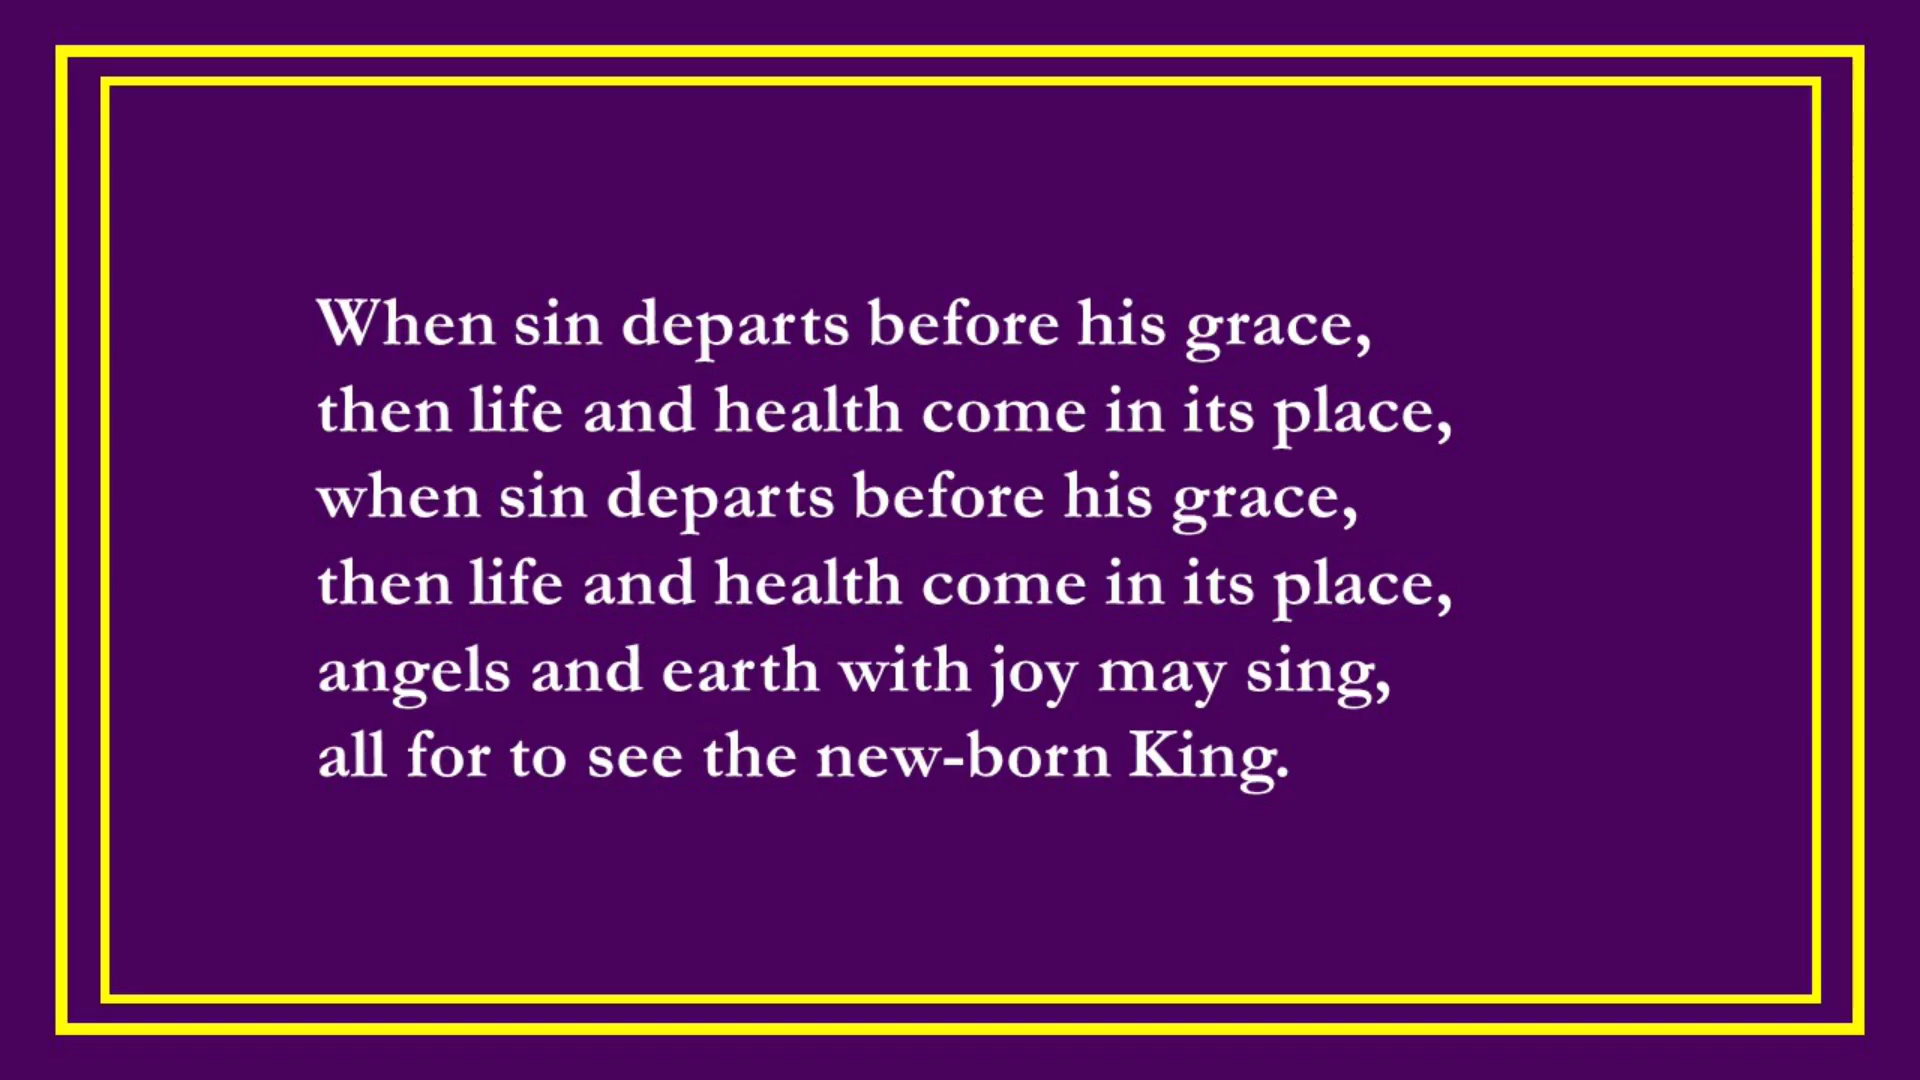 When sin departs before his grace,
then life and health come in its place,
when sin departs before his grace,
then life and health come in its place,
angels and earth with joy may sing,
all for to see the new-born King.